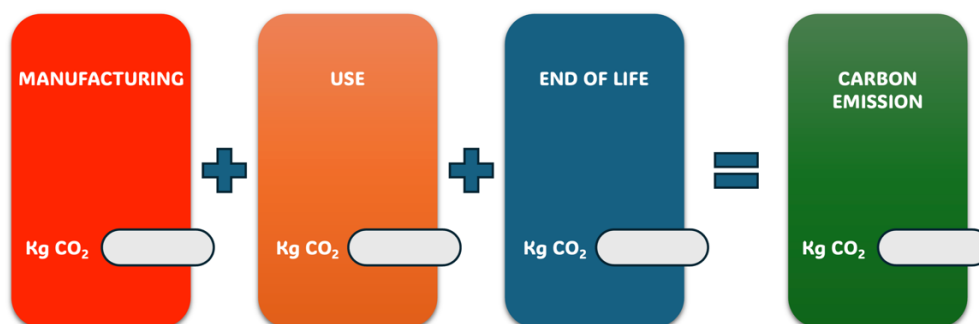 MANUFACTURING
USE
END OF LIFE
CARBON
EMISSION
Kg CO₂
Kg CO₂
Kg CO₂
Kg CO₂